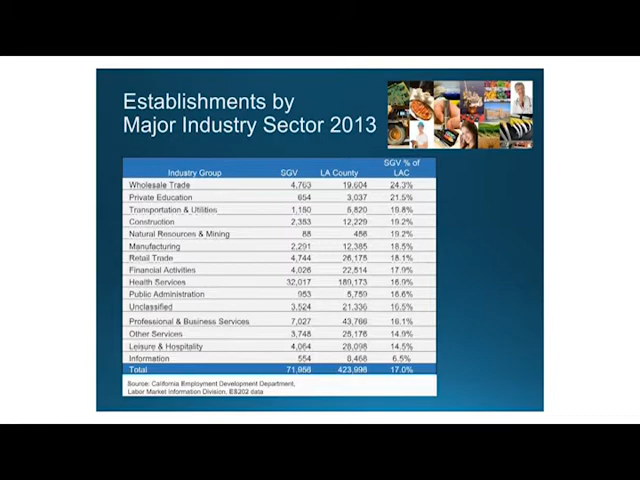 Establishments by
Major Industry Sector 2013
Industry Group SGV LA County SGV % of LAC
Wholesale Trade 4,763 19,604 24.3%
Private Education 654 3,037 21.5%
Transportation & Utilities 1,150 5,820 19.8%
Construction 2,383 12,229 19.2%
Natural Resources & Mining 88 456 19.2%
Manufacturing 2,291 12,385 18.5%
Retail Trade 4,744 26,175 18.1%
Financial Activities 4,026 22,514 17.9%
Health Services 32,017 189,173 16.9%
Public Administration 953 5,759 16.6%
Unclassified 3,524 21,336 16.5%
Professional & Business Services 7,027 43,766 16.1%
Other Services 3,748 25,176 14.9%
Leisure & Hospitality 4,064 28,098 14.5%
Information 554 8,468 6.5%
Total 71,986 423,996 17.0%
Source: California Employment Development Department,
Labor Market Information Division, ES202 data